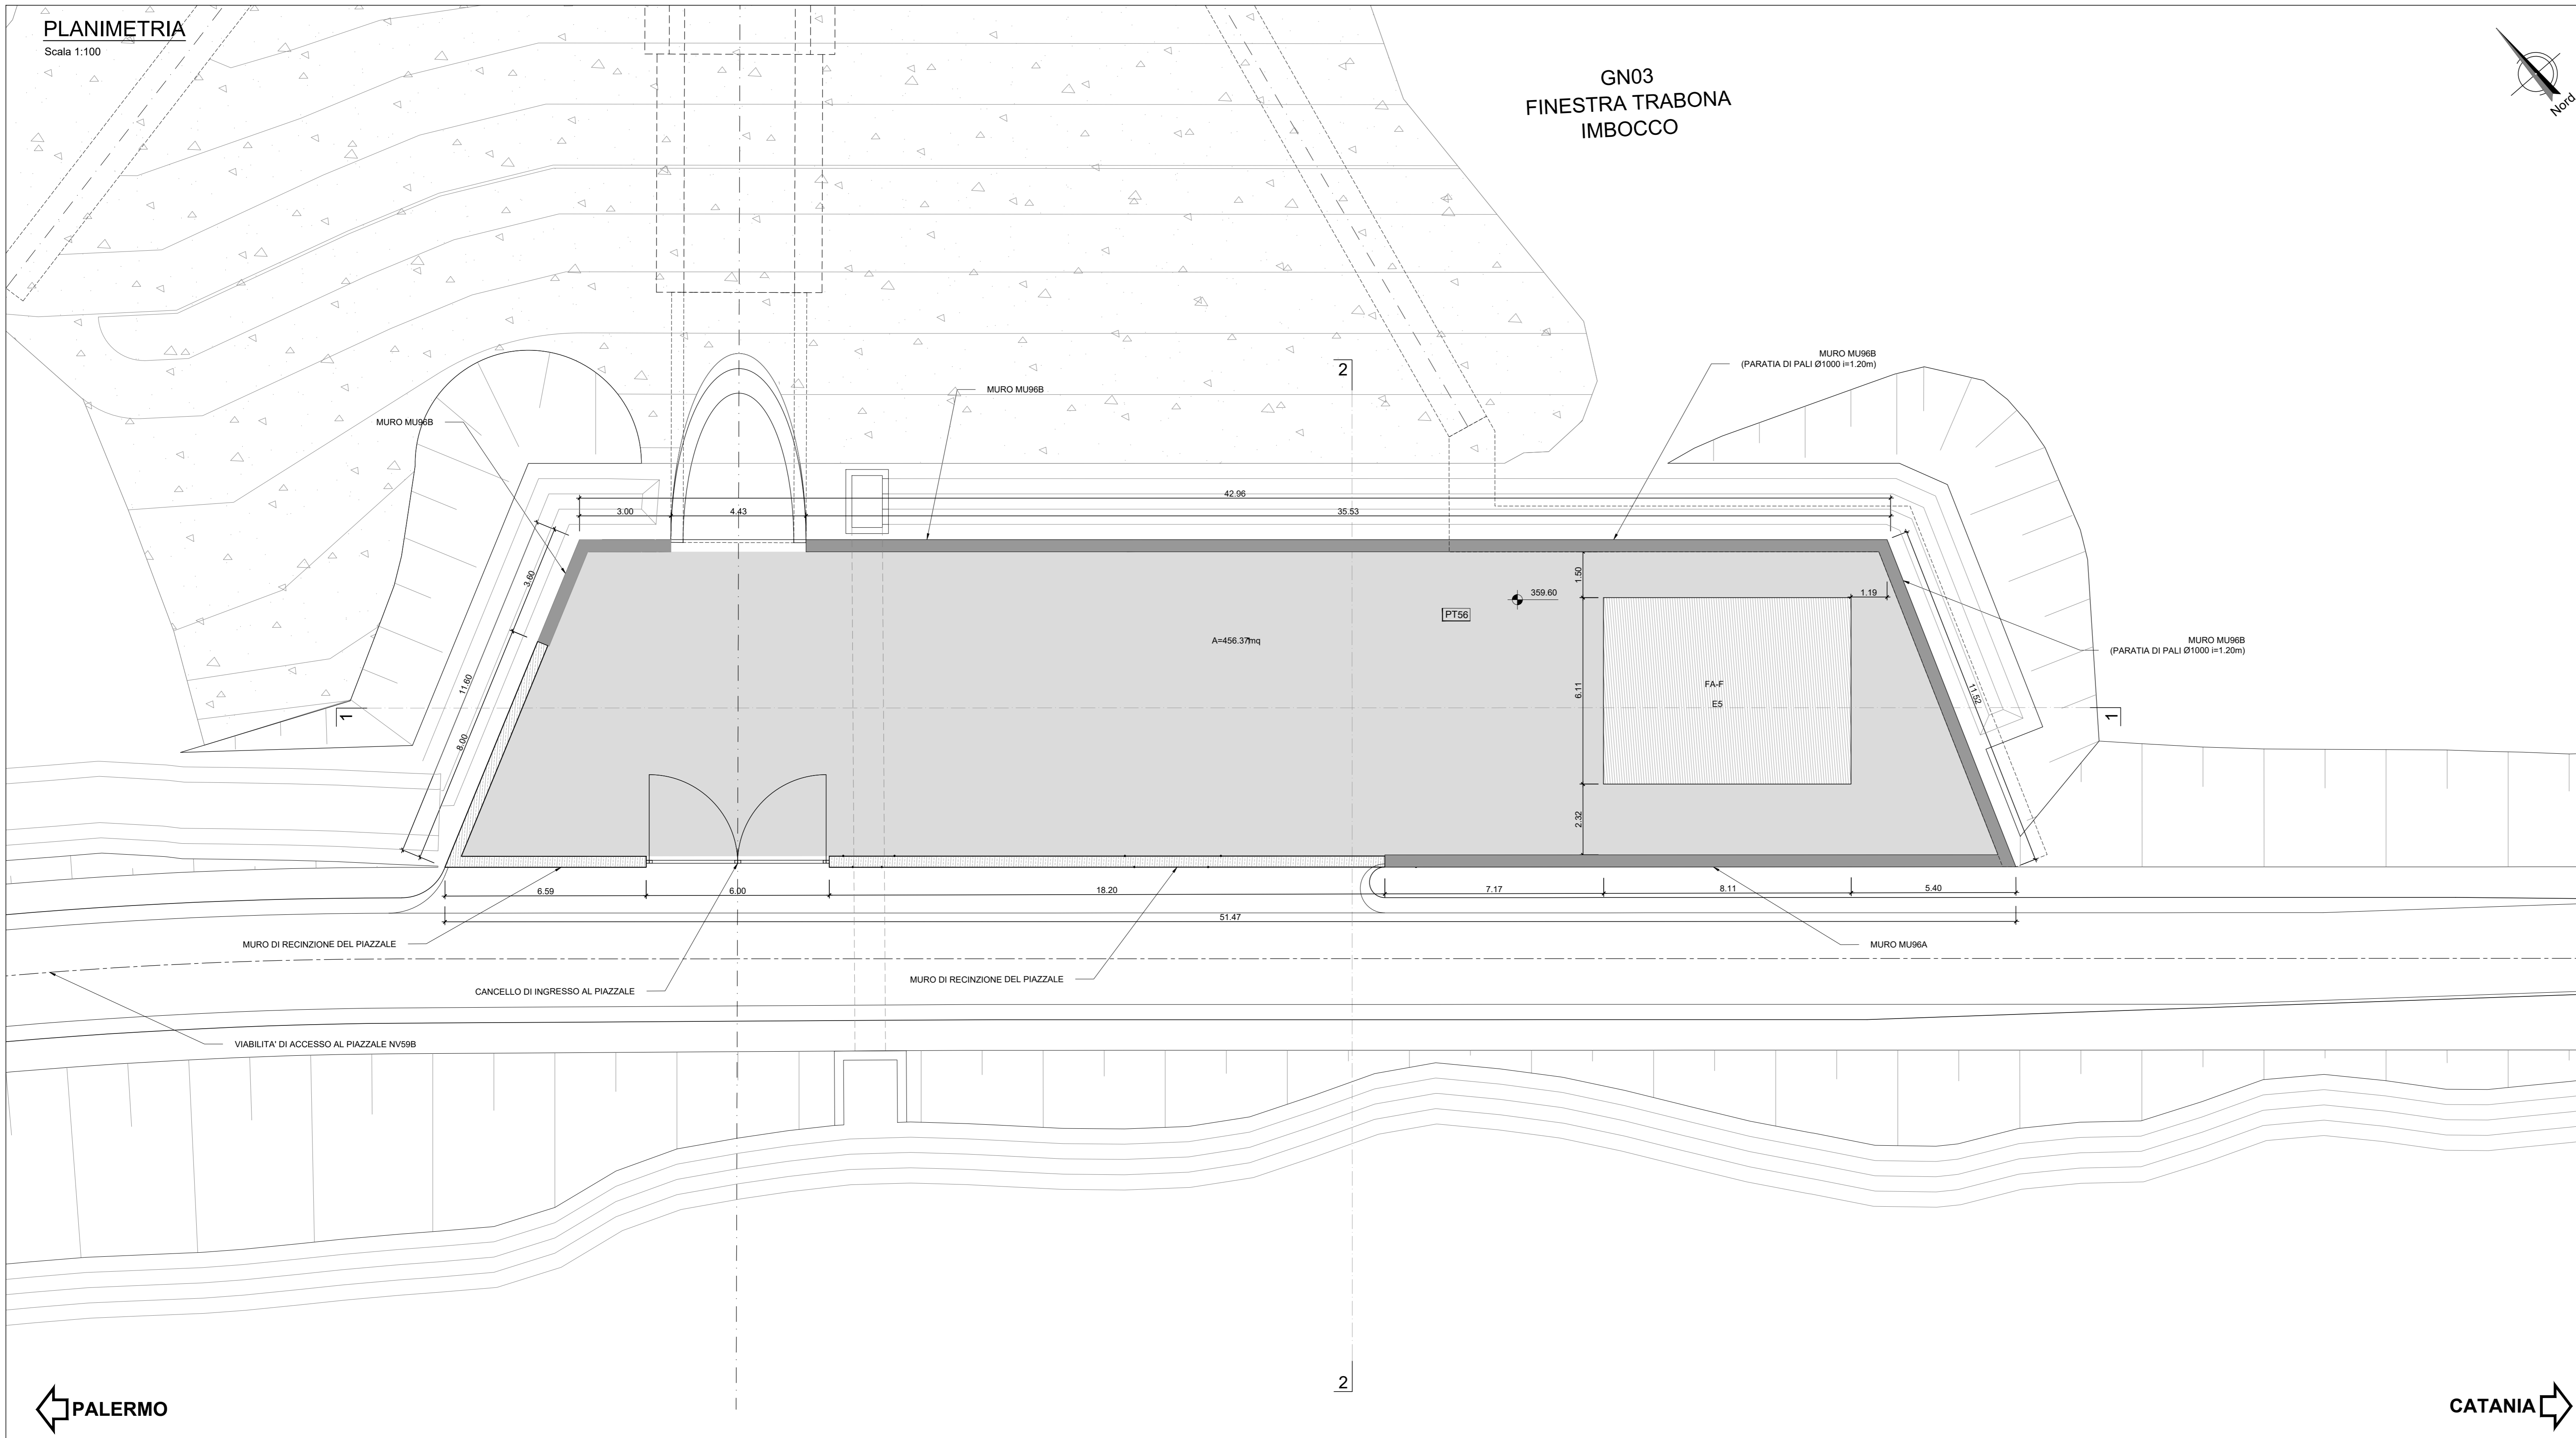 PLANIMETRIA
Scala 1:100
GN03
FINESTRA TRABONA
IMBOCCO
Nord
2
MURO MU96B
(PARATIA DI PALI Ø1000 i=1.20m)
MURO MU96B
MURO MU96B
42.96
3.00
4.43
35.53
3.60
1.50
359.60
1.19
PT56
A=456.37mq
MURO MU96B
(PARATIA DI PALI Ø1000 i=1.20m)
11.60
6.11
FA-F
E5
11.52
1
1
8.00
2.32
6.59
6.00
18.20
7.17
8.11
5.40
51.47
MURO DI RECINZIONE DEL PIAZZALE
MURO MU96A
MURO DI RECINZIONE DEL PIAZZALE
CANCELLO DI INGRESSO AL PIAZZALE
VIABILITA' DI ACCESSO AL PIAZZALE NV59B
2
PALERMO
CATANIA